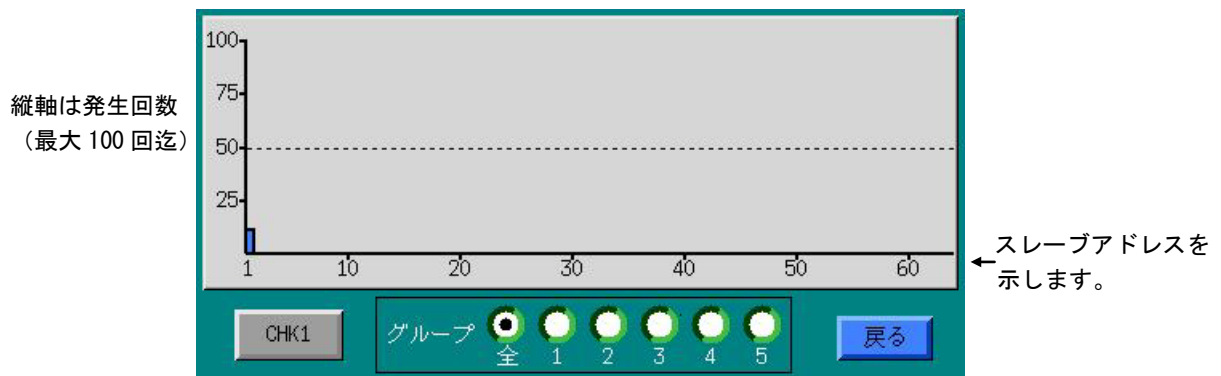 縦軸は発生回数
（最大 100 回迄）
100
75
50
25
1 10 20 30 40 50 60
スレーブアドレスを
示します。
CHK1
グループ
全 1 2 3 4 5
戻る